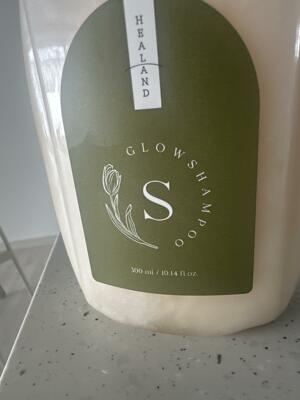 HEALAND
GLOWSHAMPOO
S
300 ml / 10.14 fl.oz.